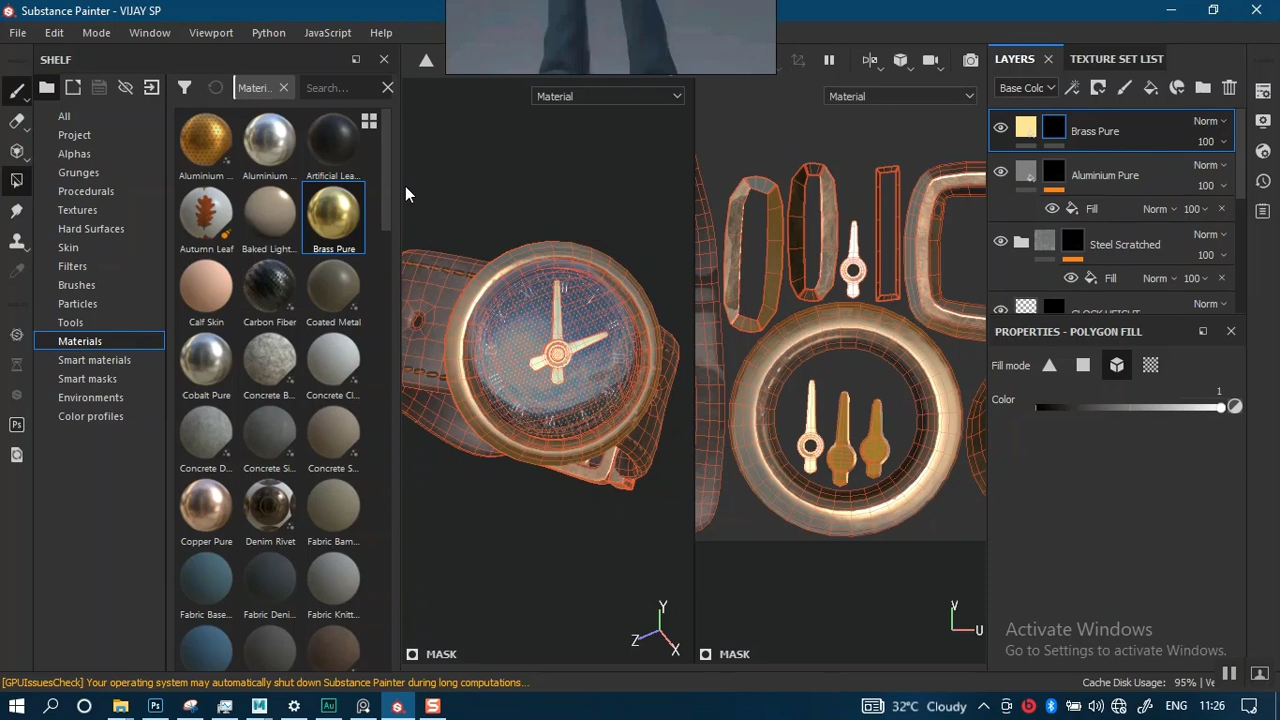 Substance Painter - VIJAY SP
File Edit Mode Window Viewport Python JavaScript Help
SHELF
Materi...
Search...
All
Project
Alphas
Grunges
Procedurals
Textures
Hard Surfaces
Skin
Filters
Brushes
Particles
Tools
Materials
Smart materials
Smart masks
Environments
Color profiles
Aluminium ... Aluminium ... Artificial Lea...
Autumn Leaf Baked Light... Brass Pure
Calf Skin Carbon Fiber Coated Metal
Cobalt Pure Concrete B... Concrete Cl...
Concrete D... Concrete Si... Concrete S...
Copper Pure Denim Rivet Fabric Bam...
Fabric Base... Fabric Deni... Fabric Knitt...
Material
Material
Y
Z X
V
U
MASK
MASK
LAYERS TEXTURE SET LIST
Base Colc
Brass Pure Norm
100
Aluminium Pure Norm
100
Fill Norm 100
Steel Scratched Norm
100
Fill Norm 100
CLOCK HEIGHT Norm
PROPERTIES - POLYGON FILL
Fill mode
Color 1
Activate Windows
Go to Settings to activate Windows.
[GPUIssuesCheck] Your operating system may automatically shut down Substance Painter during long computations...
Cache Disk Usage: 95% | Ve
32°C Cloudy ENG 11:26